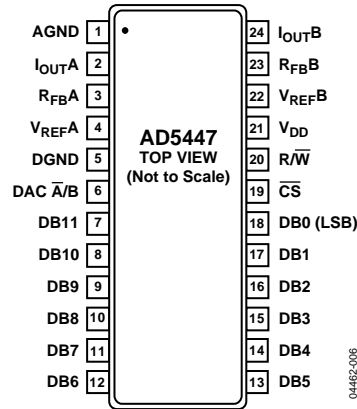 AGND 1 24 IOUTB
IOUTA 2 23 RFBB
RFBA 3 22 VREFB
VREFA 4 21 VDD
AD5447
TOP VIEW
(Not to Scale)
DGND 5 20 R/W̅
DAC A̅/B 6 19 C̅S̅
DB11 7 18 DB0 (LSB)
DB10 8 17 DB1
DB9 9 16 DB2
DB8 10 15 DB3
DB7 11 14 DB4
DB6 12 13 DB5
04462-006